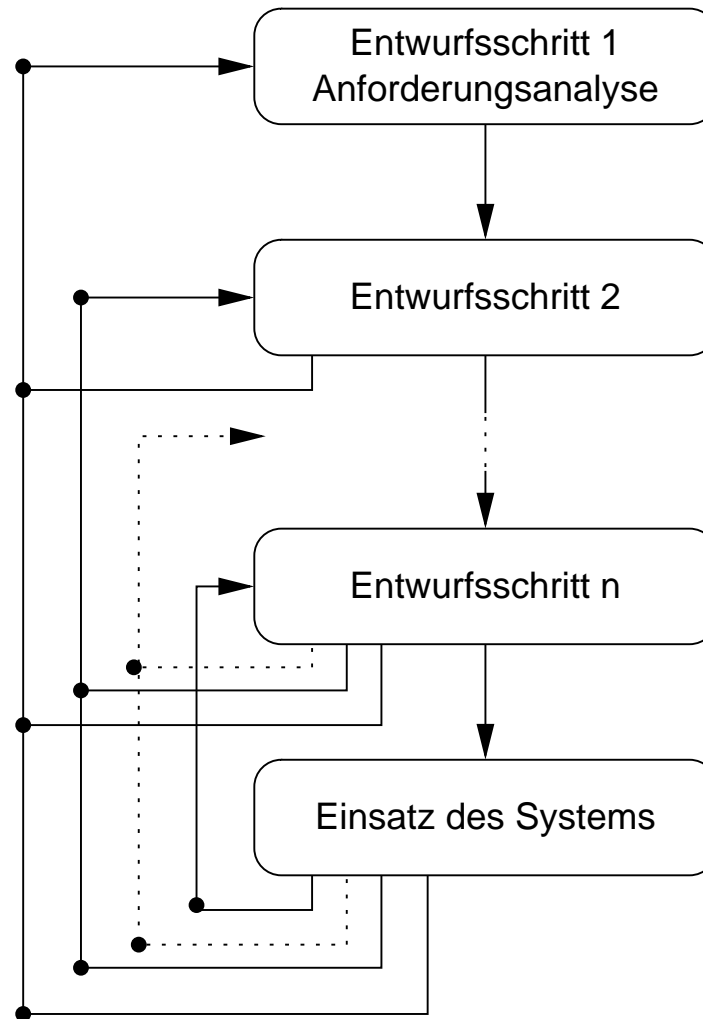 Entwurfsschritt 1
Anforderungsanalyse
Entwurfsschritt 2
Entwurfsschritt n
Einsatz des Systems